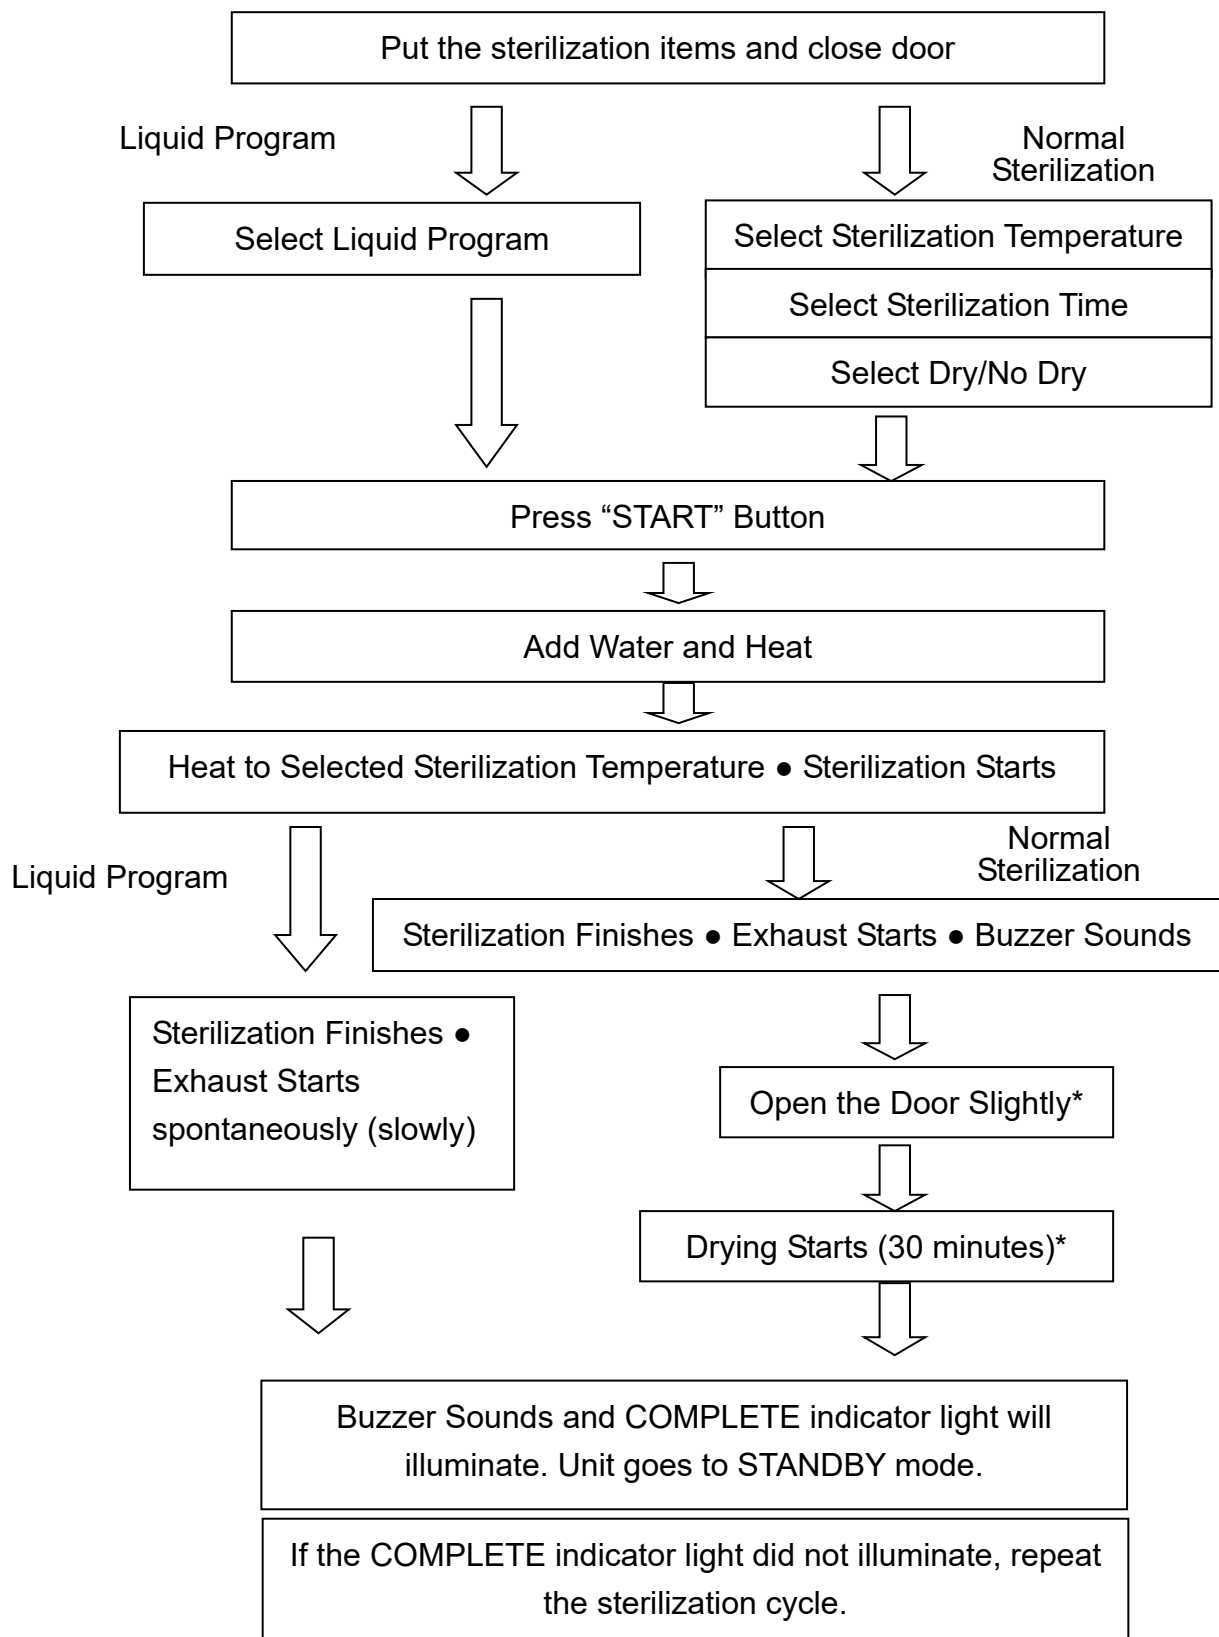 Put the sterilization items and close door
Liquid Program
Normal
Sterilization
Select Liquid Program
Select Sterilization Temperature
Select Sterilization Time
Select Dry/No Dry
Press “START” Button
Add Water and Heat
Heat to Selected Sterilization Temperature ● Sterilization Starts
Liquid Program
Normal
Sterilization
Sterilization Finishes ● Exhaust Starts ● Buzzer Sounds
Sterilization Finishes ●
Exhaust Starts
spontaneously (slowly)
Open the Door Slightly*
Drying Starts (30 minutes)*
Buzzer Sounds and COMPLETE indicator light will
illuminate. Unit goes to STANDBY mode.
If the COMPLETE indicator light did not illuminate, repeat
the sterilization cycle.